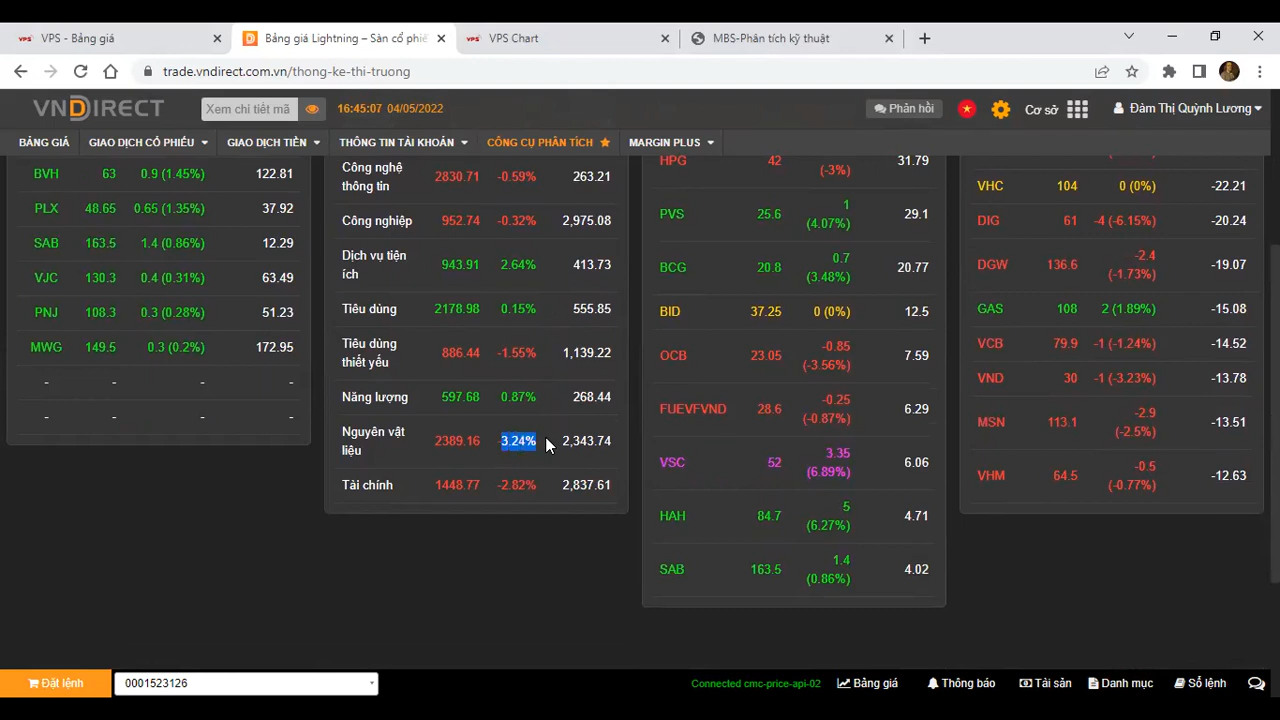 VPS VPS - Bảng giá
D Bảng giá Lightning – Sàn cổ phiế
VPS VPS Chart
MBS-Phân tích kỹ thuật
trade.vndirect.com.vn/thong-ke-thi-truong
VNDIRECT
Xem chi tiết mã
16:45:07 04/05/2022
Phản hồi
Cơ sở
Đàm Thị Quỳnh Lương
BẢNG GIÁ
GIAO DỊCH CỔ PHIẾU
GIAO DỊCH TIỀN
THÔNG TIN TÀI KHOẢN
CÔNG CỤ PHÂN TÍCH
MARGIN PLUS
BVH 63 0.9 (1.45%) 122.81
PLX 48.65 0.65 (1.35%) 37.92
SAB 163.5 1.4 (0.86%) 12.29
VJC 130.3 0.4 (0.31%) 63.49
PNJ 108.3 0.3 (0.28%) 51.23
MWG 149.5 0.3 (0.2%) 172.95
- - - -
- - - -
Công nghệ
thông tin 2830.71 -0.59% 263.21
Công nghiệp 952.74 -0.32% 2,975.08
Dịch vụ tiện
ích 943.91 2.64% 413.73
Tiêu dùng 2178.98 0.15% 555.85
Tiêu dùng
thiết yếu 886.44 -1.55% 1,139.22
Năng lượng 597.68 0.87% 268.44
Nguyên vật
liệu 2389.16 -3.24% 2,343.74
Tài chính 1448.77 -2.82% 2,837.61
HPG 42 31.79
(-3%)
PVS 25.6 1
(4.07%) 29.1
BCG 20.8 0.7
(3.48%) 20.77
BID 37.25 0 (0%) 12.5
OCB 23.05 -0.85
(-3.56%) 7.59
FUEVFVND 28.6 -0.25
(-0.87%) 6.29
VSC 52 3.35
(6.89%) 6.06
HAH 84.7 5
(6.27%) 4.71
SAB 163.5 1.4
(0.86%) 4.02
VHC 104 0 (0%) -22.21
DIG 61 -4 (-6.15%) -20.24
DGW 136.6 -2.4
(-1.73%) -19.07
GAS 108 2 (1.89%) -15.08
VCB 79.9 -1 (-1.24%) -14.52
VND 30 -1 (-3.23%) -13.78
MSN 113.1 -2.9
(-2.5%) -13.51
VHM 64.5 -0.5
(-0.77%) -12.63
Đặt lệnh
0001523126
Connected cmc-price-api-02
Bảng giá
Thông báo
Tài sản
Danh mục
Sổ lệnh